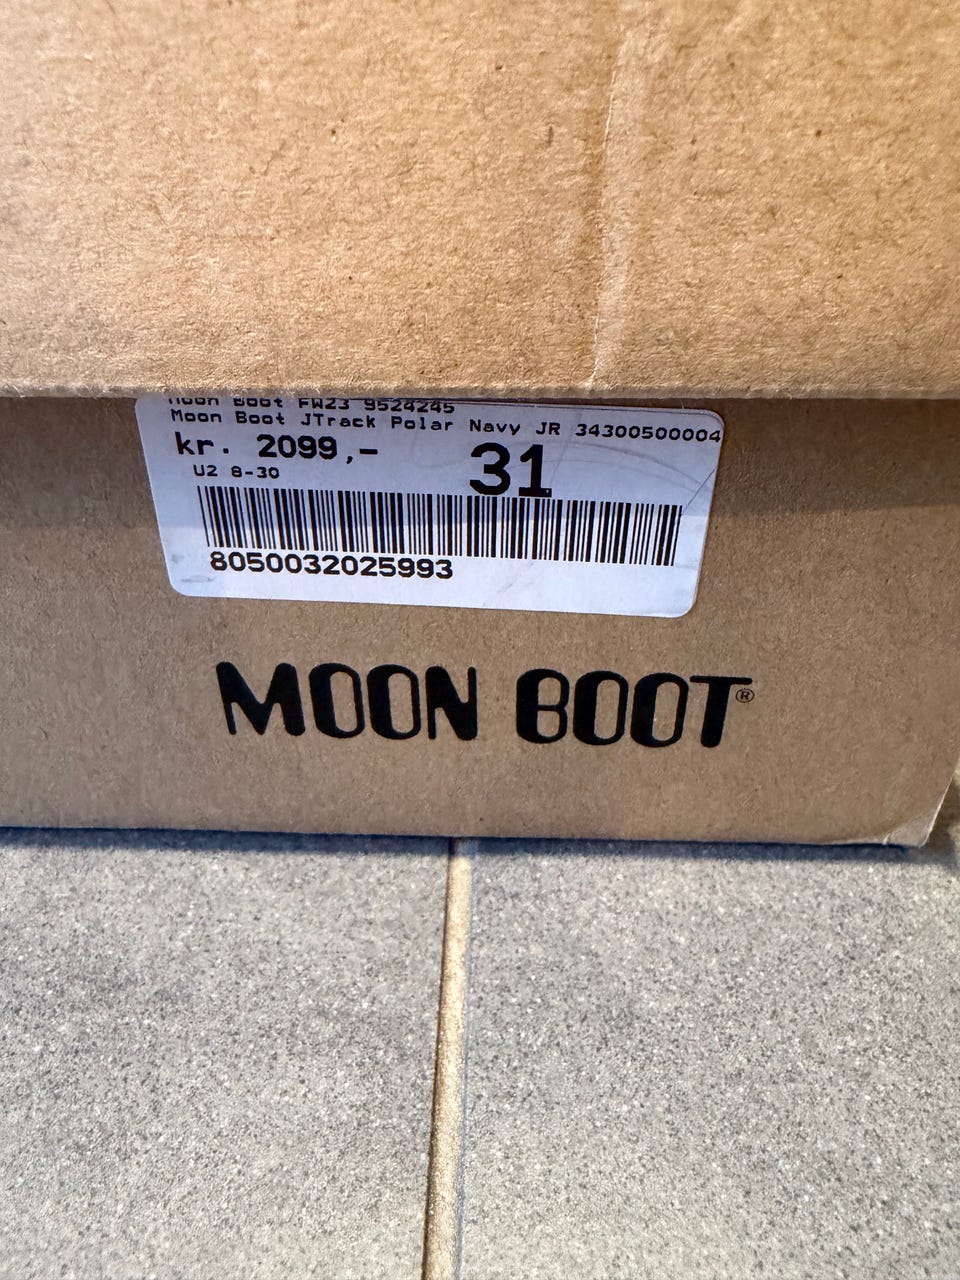 Moon Boot FW23 9524245
Moon Boot JTrack Polar Navy JR 34300500004
kr. 2099,-
31
U2 8-30
8050032025993
MOON BOOT®